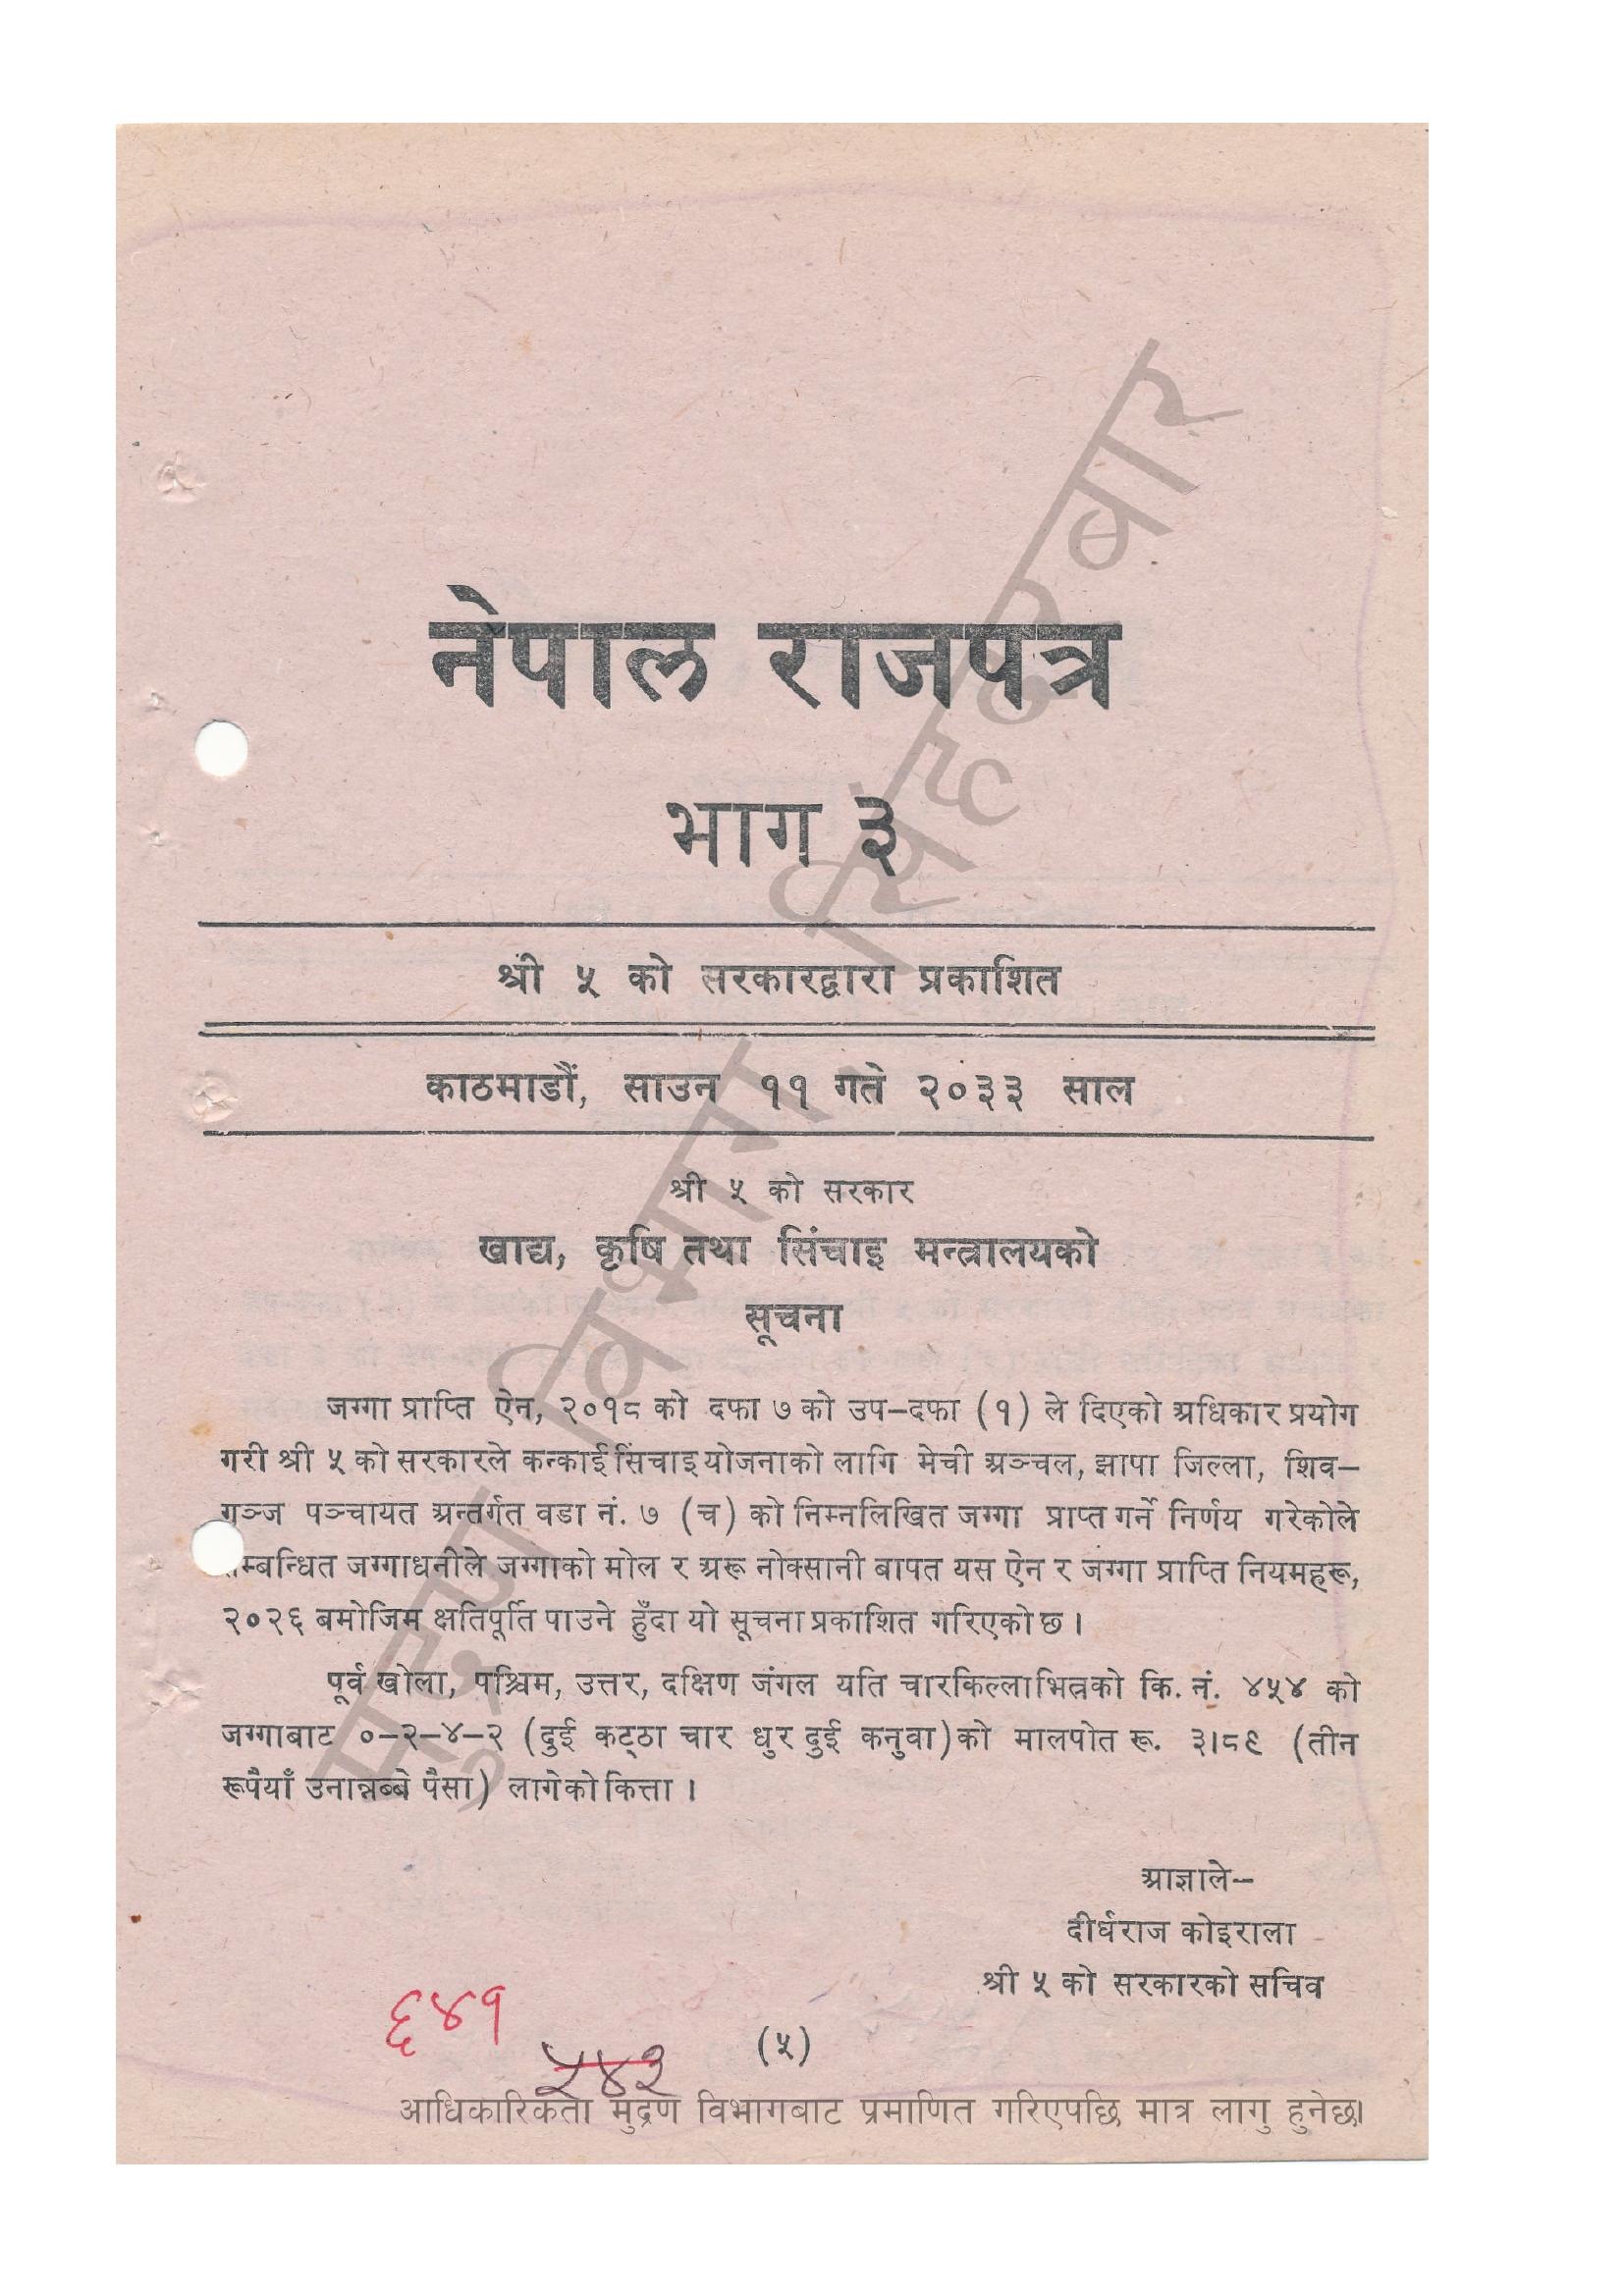 नेपाल राजपत्र
भाग ३
श्री ५ को सरकारद्वारा प्रकाशित
काठमाडौं, साउन ११ गते २०३३ साल
श्री ५ को सरकार
खाद्य, कृषि तथा सिंचाइ मन्त्रालयको
सूचना
जग्गा प्राप्ति ऐन, २०१८ को दफा ७ को उप–दफा (१) ले दिएको अधिकार प्रयोग
गरी श्री ५ को सरकारले कन्काई सिंचाइ योजनाको लागि मेची अञ्चल, झापा जिल्ला, शिव–
गञ्ज पञ्चायत अन्तर्गत वडा नं. ७ (च) को निम्नलिखित जग्गा प्राप्त गर्ने निर्णय गरेकोले
म्बन्धित जग्गाधनीले जग्गाको मोल र अरू नोक्सानी बापत यस ऐन र जग्गा प्राप्ति नियमहरू,
२०२६ बमोजिम क्षतिपूर्ति पाउने हुँदा यो सूचना प्रकाशित गरिएको छ ।
पूर्व खोला, पश्चिम, उत्तर, दक्षिण जंगल यति चारकिल्लाभित्रको कि. नं. ४५४ को
जग्गाबाट ०–२–४–२ (दुई कट्ठा चार धुर दुई कनुवा) को मालपोत रू. ३।८९ (तीन
रूपैयाँ उनान्नब्बे पैसा) लागेको कित्ता ।
आज्ञाले–
दीर्घराज कोइराला
श्री ५ को सरकारको सचिव
६४१
५४३
(५)
आधिकारिकता मुद्रण विभागबाट प्रमाणित गरिएपछि मात्र लागु हुनेछ।
मुद्रण विभाग, सिंहदरबार